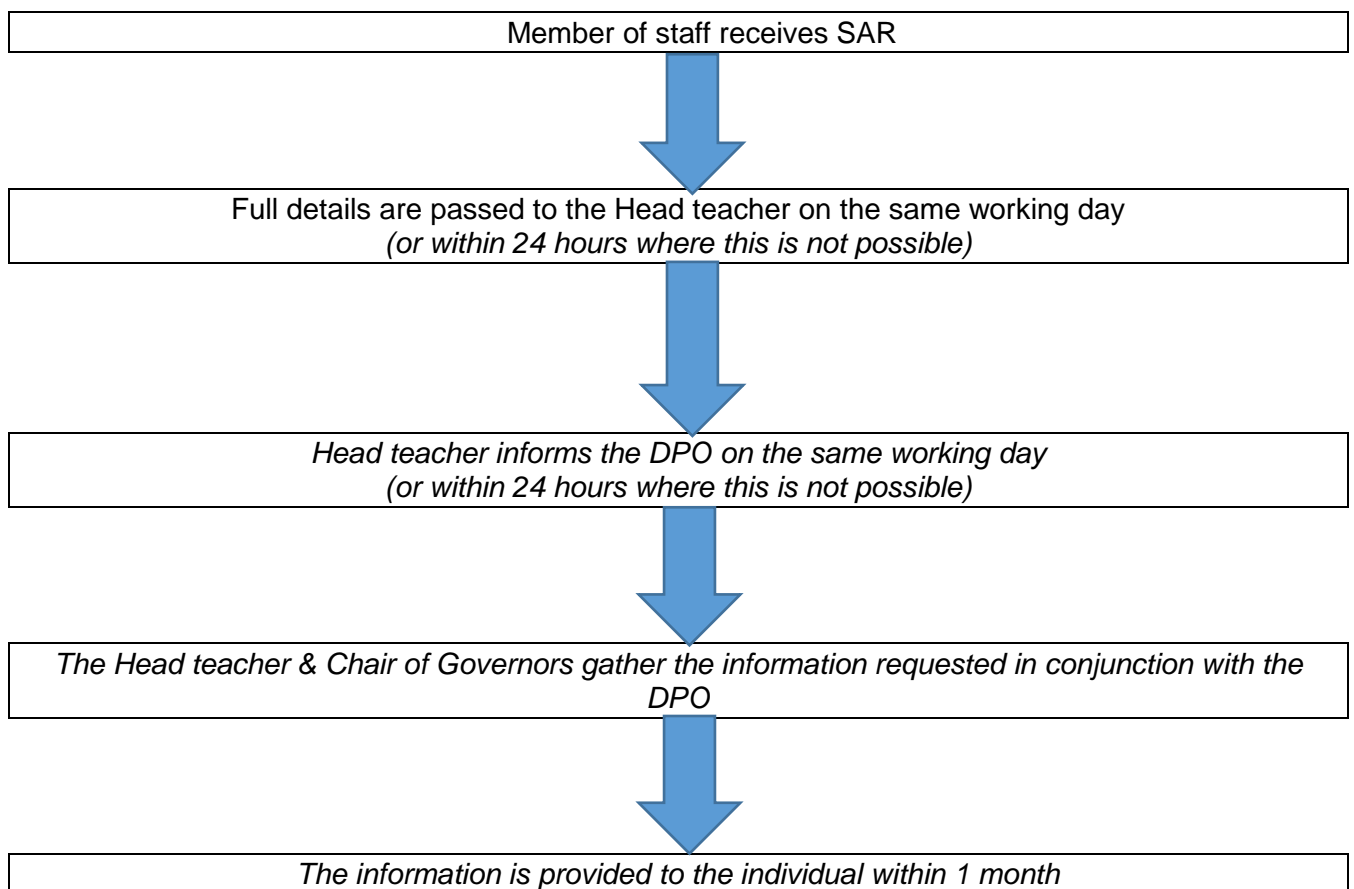 Member of staff receives SAR
Full details are passed to the Head teacher on the same working day
(or within 24 hours where this is not possible)
Head teacher informs the DPO on the same working day
(or within 24 hours where this is not possible)
The Head teacher & Chair of Governors gather the information requested in conjunction with the
DPO
The information is provided to the individual within 1 month